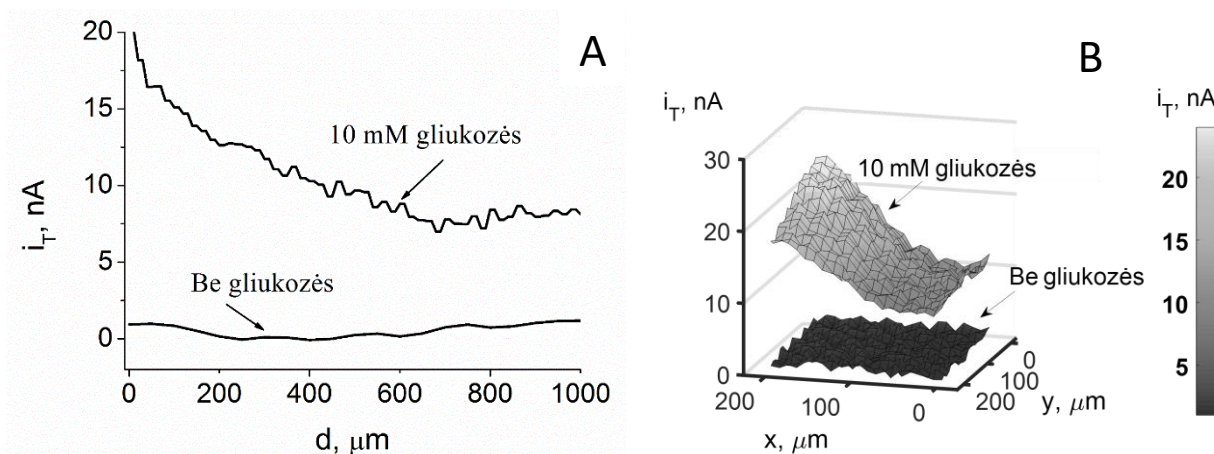 A
20
15
10
5
0
i_T, nA
10 mM gliukozės
Be gliukozės
0 200 400 600 800 1000
d, μm
B
i_T, nA
30
20
10
0
10 mM gliukozės
Be gliukozės
200 100 0
x, μm
0
100
200
y, μm
i_T, nA
20
15
10
5